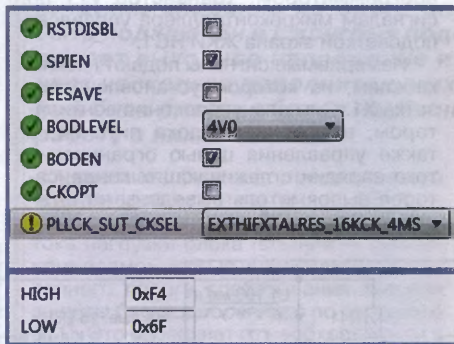 RSTDISBL
SPIEN
EESAVE
BODLEVEL 4V0
BODEN
CKOPT
PLLCK_SUT_CKSEL EXTHIFXTALRES_16KCK_4MS
HIGH 0xF4
LOW 0x6F